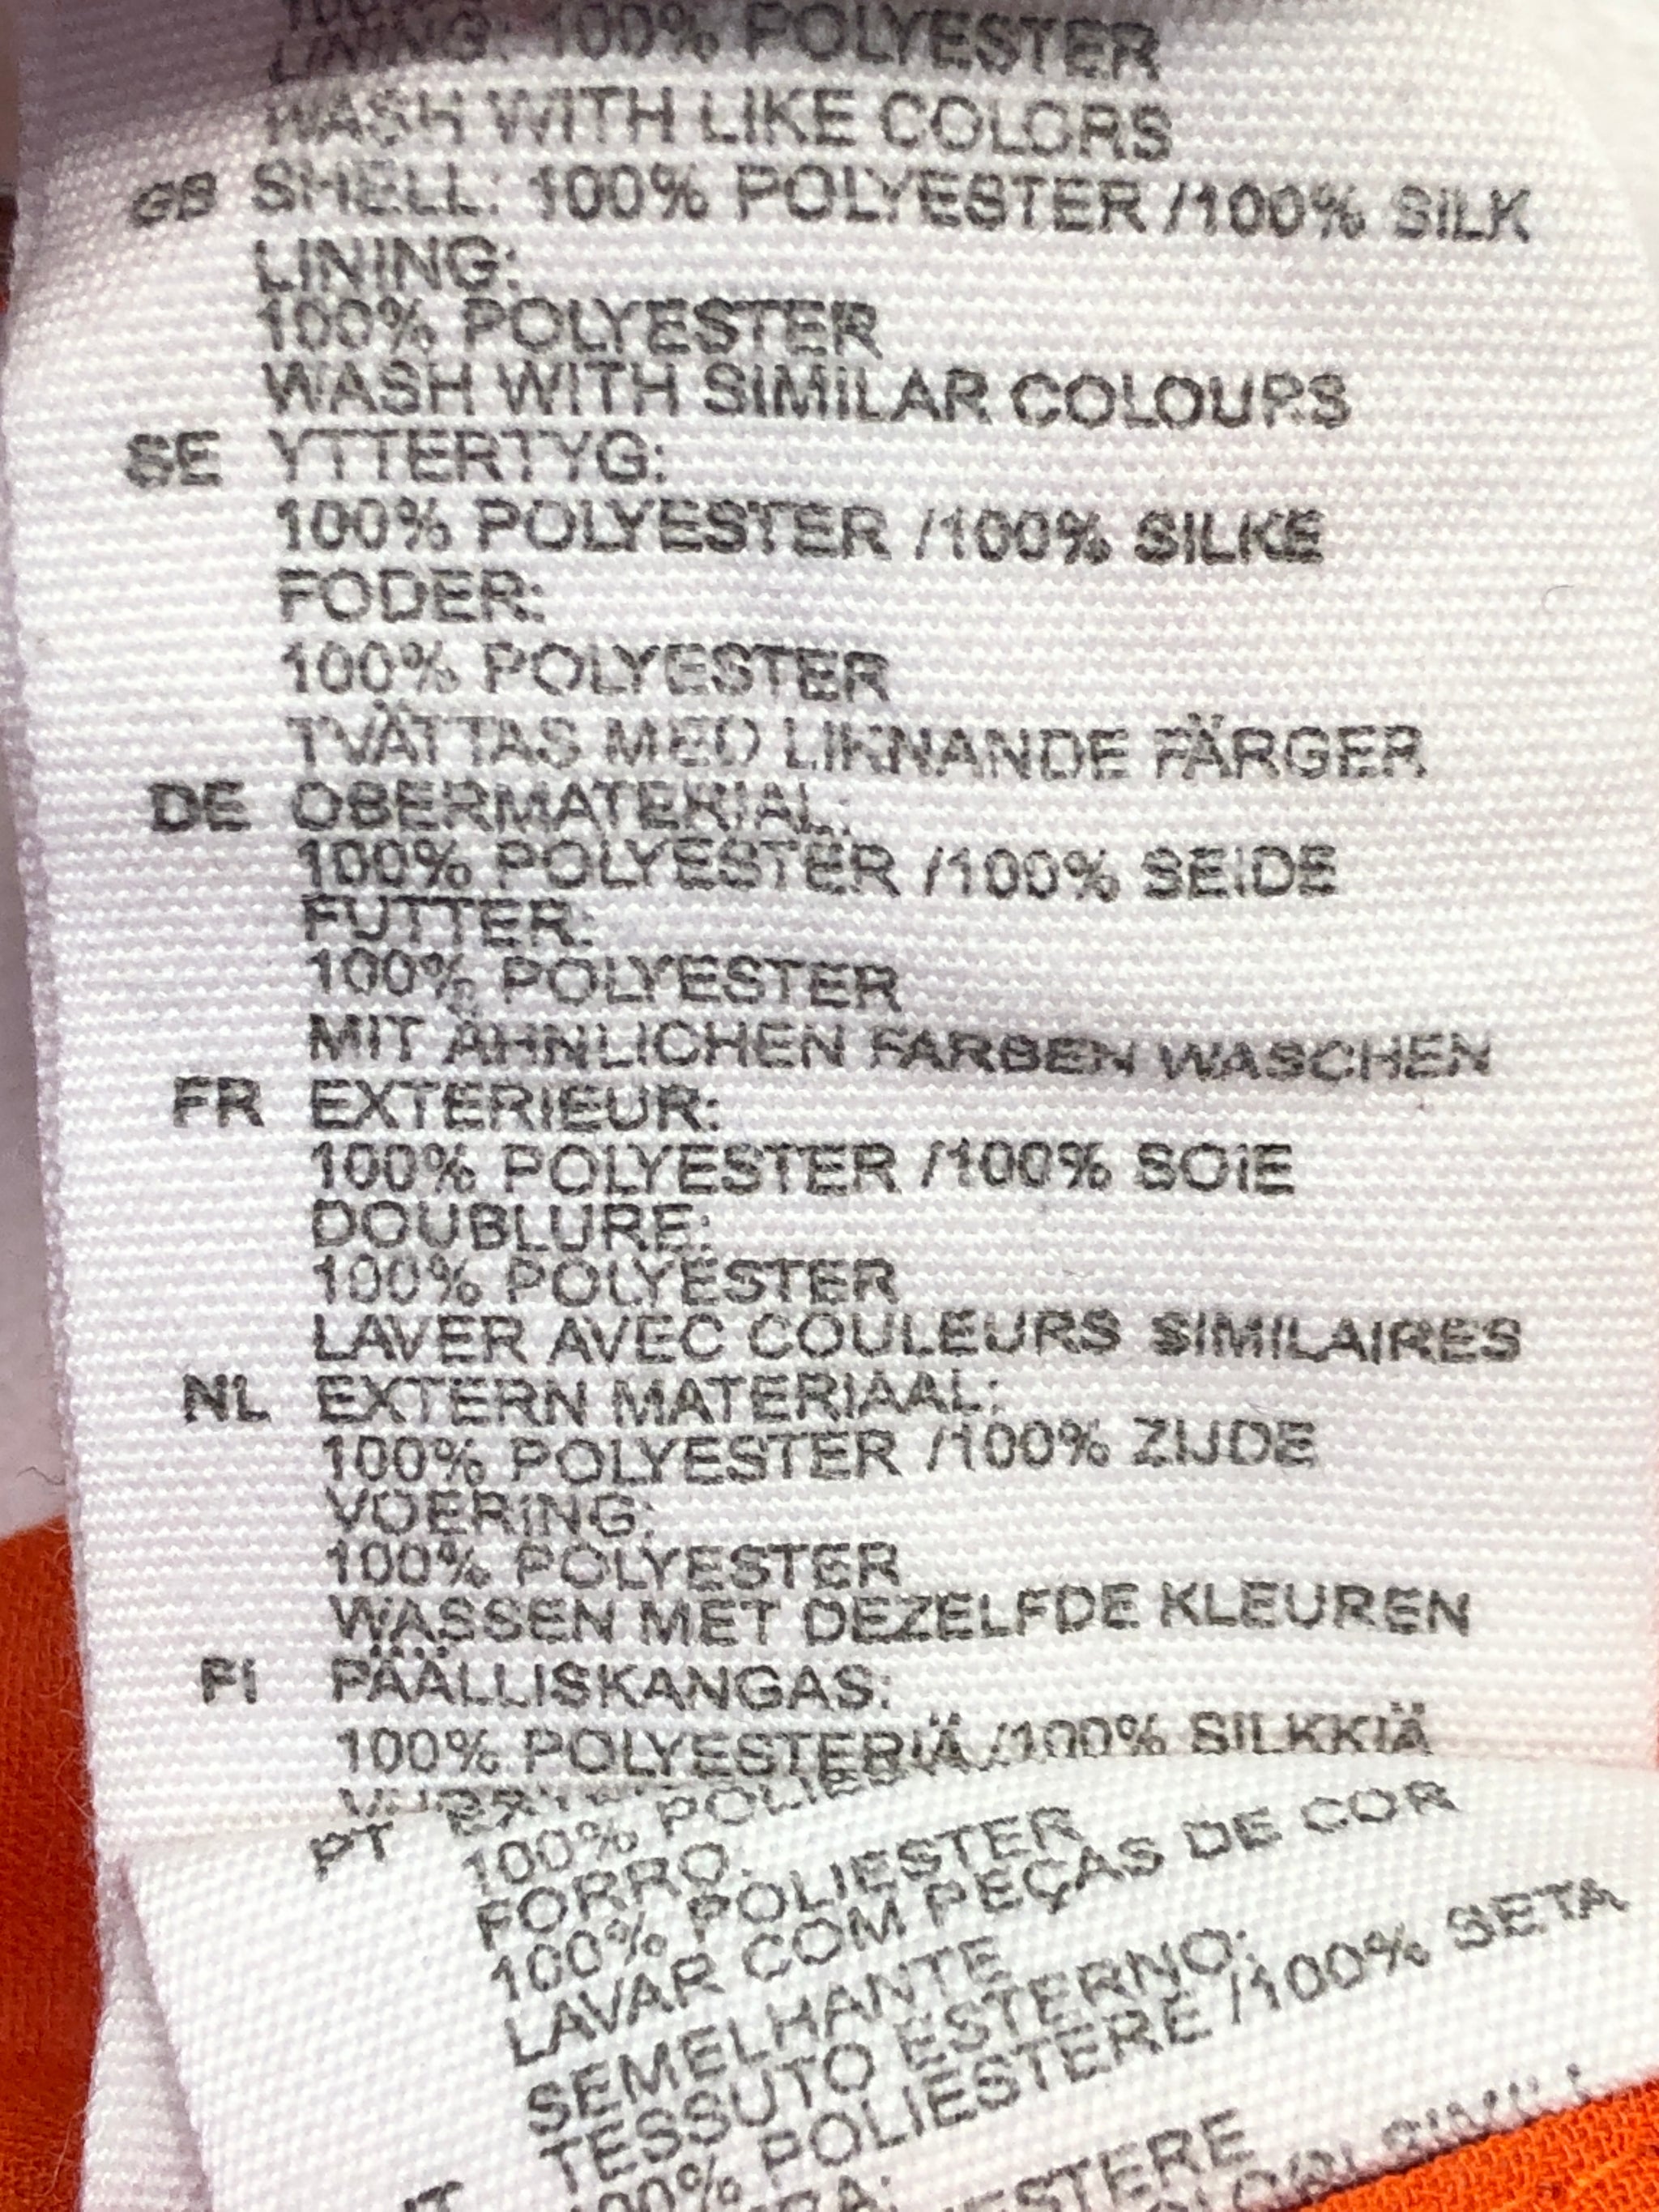 LINING: 100% POLYESTER
WASH WITH LIKE COLORS
GB SHELL: 100% POLYESTER /100% SILK
LINING:
100% POLYESTER
WASH WITH SIMILAR COLOURS
SE YTTERTYG:
100% POLYESTER /100% SILKE
FODER:
100% POLYESTER
TVÄTTAS MED LIKNANDE FÄRGER
DE OBERMATERIAL:
100% POLYESTER /100% SEIDE
FUTTER:
100% POLYESTER
MIT ÄHNLICHEN FARBEN WASCHEN
FR EXTERIEUR:
100% POLYESTER /100% SOIE
DOUBLURE:
100% POLYESTER
LAVER AVEC COULEURS SIMILAIRES
NL EXTERN MATERIAAL:
100% POLYESTER /100% ZIJDE
VOERING:
100% POLYESTER
WASSEN MET DEZELFDE KLEUREN
FI PÄÄLLISKANGAS:
100% POLYESTERIÄ /100% SILKKIÄ
PT
100%
FORRO:
100% POLIESTER
LAVAR COM PEÇAS DE COR
SEMELHANTE
TESSUTO ESTERNO:
100% POLIESTERE /100% SETA